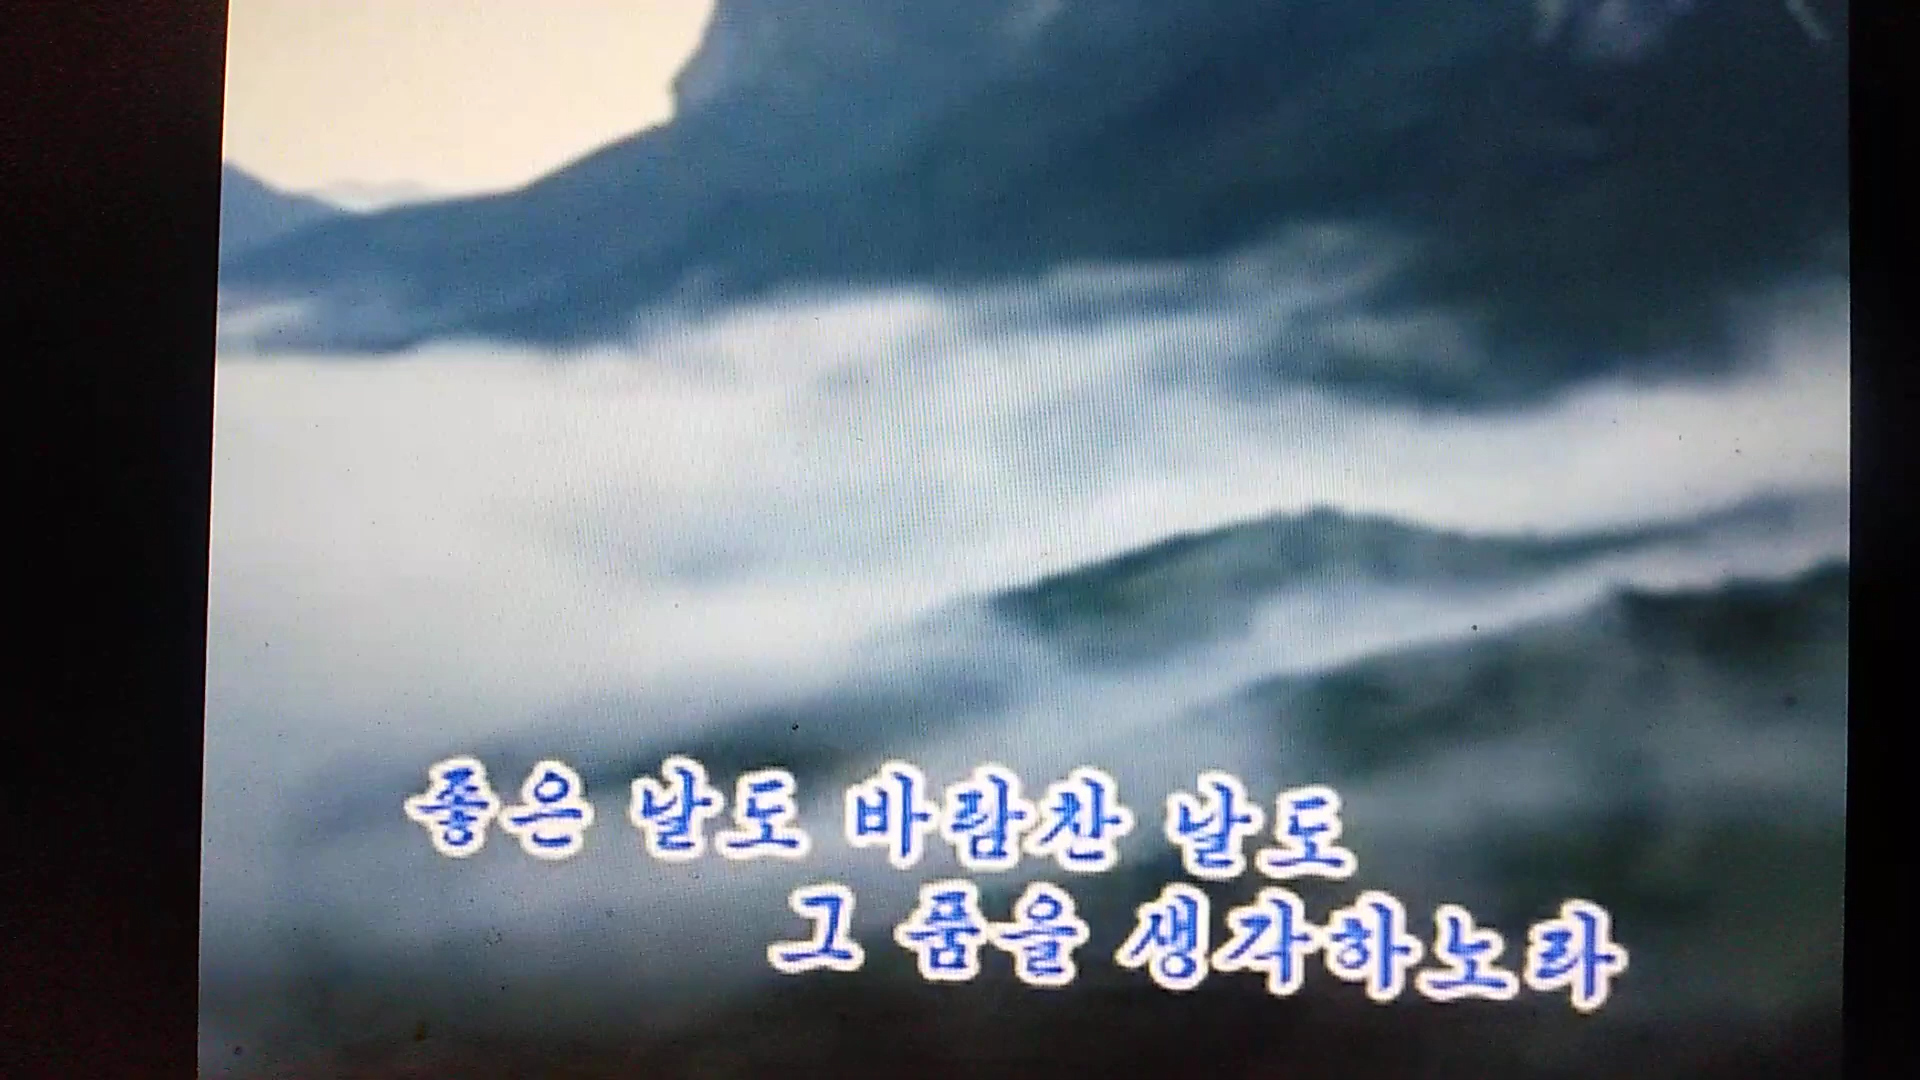 좋은 날도 바람찬 날도
그 품을 생각하노라